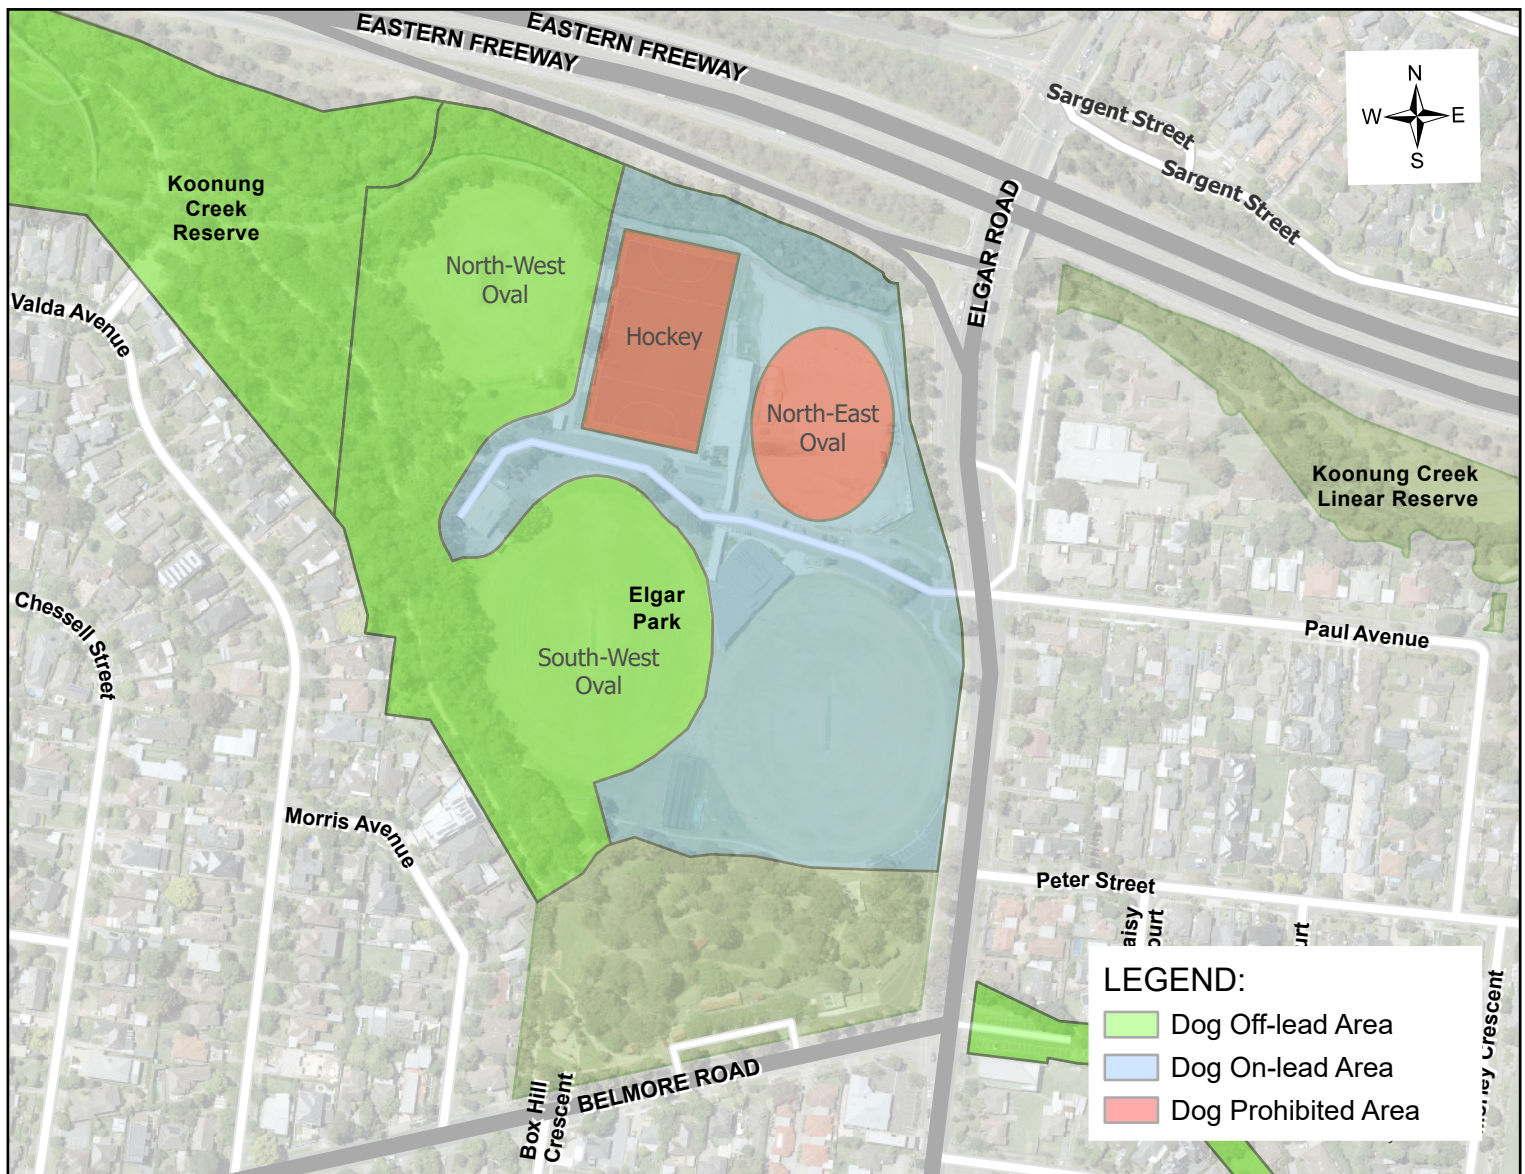 EASTERN FREEWAY
EASTERN FREEWAY
N
W E
S
Sargent Street
Sargent Street
Koonung
Creek
Reserve
ELGAR ROAD
North-West
Oval
Valda Avenue
Hockey
North-East
Oval
Koonung Creek
Linear Reserve
Chessell Street
Elgar
Park
Paul Avenue
South-West
Oval
Morris Avenue
Peter Street
LEGEND:
Dog Off-lead Area
Dog On-lead Area
Dog Prohibited Area
Crescent
BELMORE ROAD
Box Hill
Crescent